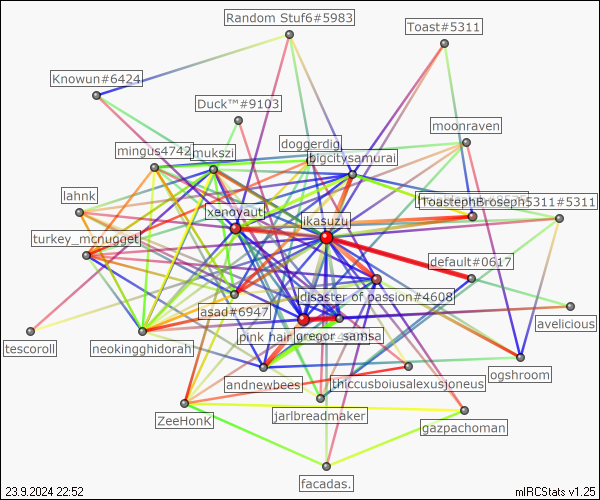 Random Stuf6#5983
Toast#5311
Knowun#6424
Duck™#9103
moonraven
doggerdig
mingus4742
mukszi
bigcitysamurai
lahnk
xenoyaut
ToastephBroseph5311#5311
ikasuzu
turkey_mcnugget
default#0617
disaster of passion#4608
asad#6947
avelicious
pink hair
gregor_samsa
tescoroll
neokingghidorah
ogshroom
andnewbees
thiccusboiusalexusjoneus
ZeeHonK
jarlbreadmaker
gazpachoman
facadas.
23.9.2024 22:52
mIRCStats v1.25